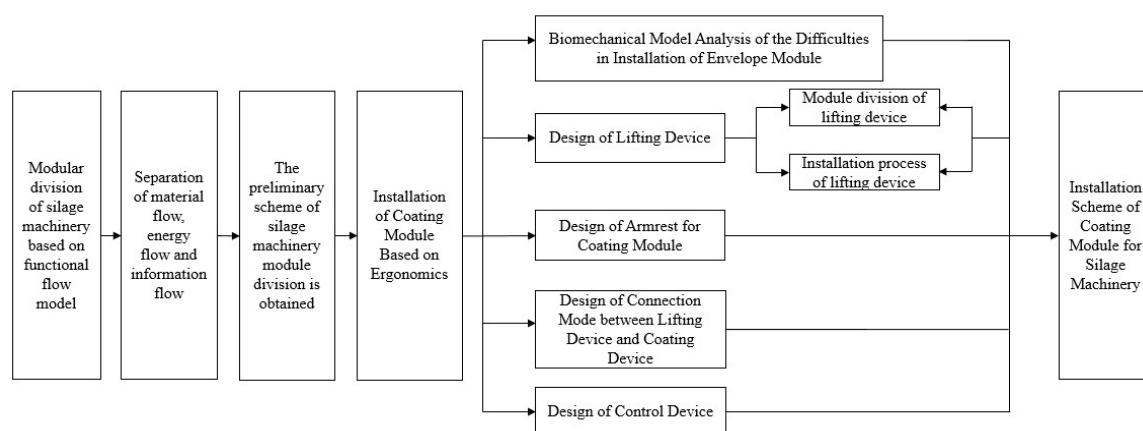 Modular
division
of silage
machinery
based on
functional
flow
model
Separation
of material
flow,
energy
flow and
information
flow
The
preliminary
scheme of
silage
machinery
module
division is
obtained
Installation
of Coating
Module
Based on
Ergonomics
Biomechanical Model Analysis of the Difficulties
in Installation of Envelope Module
Design of Lifting Device
Module division of
lifting device
Installation process
of lifting device
Design of Armrest for
Coating Module
Design of Connection
Mode between Lifting
Device and Coating
Device
Design of Control Device
Installation
Scheme of
Coating
Module for
Silage
Machinery